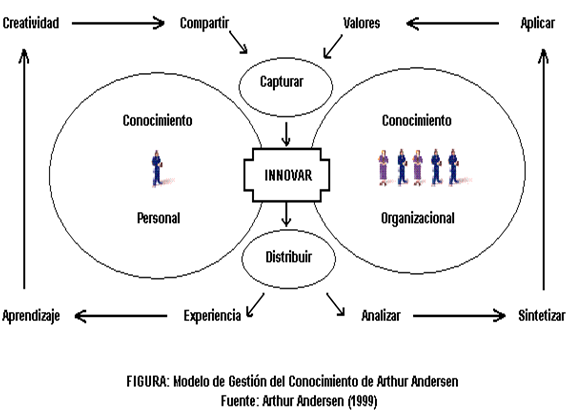 Creatividad Compartir Valores Aplicar
Capturar
Conocimiento Conocimiento
INNOVAR
Personal Organizacional
Distribuir
Aprendizaje Experiencia Analizar Sintetizar
FIGURA: Modelo de Gestión del Conocimiento de Arthur Andersen
Fuente: Arthur Andersen (1999)